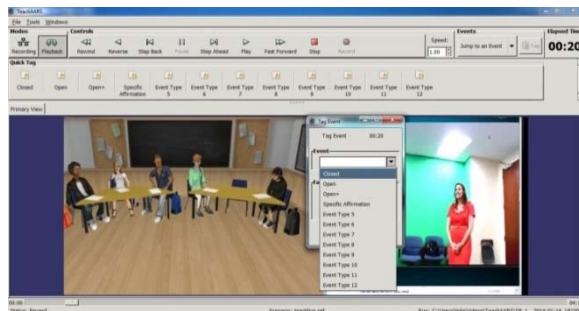 TeachAARS
File Tools Windows
Modes
Controls
Events
Elapsed Time
Recording
Playback
Rewind
Reverse
Step Back
Pause
Step Ahead
Play
Fast Forward
Stop
Record
Speed:
1.00
Jump to an Event
Tag
00:20
Quick Tag
Closed
Open
Open+
Specific Affirmation
Event Type 5
Event Type 6
Event Type 7
Event Type 8
Event Type 9
Event Type 10
Event Type 11
Event Type 12
Primary View
Tag Event
Tag Event 00:20
Event
Closed
Open
Open+
Specific Affirmation
Event Type 5
Event Type 6
Event Type 7
Event Type 8
Event Type 9
Event Type 10
Event Type 11
Event Type 12
00:00